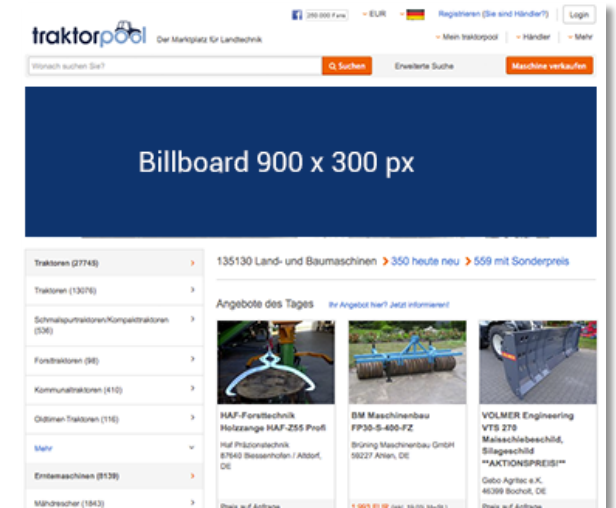 250.000 Fans
EUR
Registrieren (Sie sind Händler?)
Login
traktorpool
Der Marktplatz für Landtechnik
Mein traktorpool
Händler
Mehr
Wonach suchen Sie?
Suchen
Erweiterte Suche
Maschine verkaufen
Billboard 900 x 300 px
Traktoren (27745)
Traktoren (13076)
Schmalspurtraktoren/Kompakttraktoren
(536)
Forsttraktoren (98)
Kommunaltraktoren (410)
Oldtimer-Traktoren (116)
Mehr
Erntemaschinen (8139)
Mähdrescher (1843)
135130 Land- und Baumaschinen > 350 heute neu > 559 mit Sonderpreis
Angebote des Tages
Ihr Angebot hier? Jetzt informieren!
HAF-Forsttechnik
Holzzange HAF-Z55 Profi
Haf Präzionstechnik
87640 Biessenhofen / Altdorf,
DE
Preis auf Anfrage
BM Maschinenbau
FP30-S-400-FZ
Brüning Maschinenbau GmbH
59227 Ahlen, DE
EUR
VOLMER Engineering
VTS 270
Maisschiebeschild,
Silageschild
**AKTIONSPREIS!**
Gebo Agritec e.K.
46399 Bocholt, DE
Preis auf Anfrage